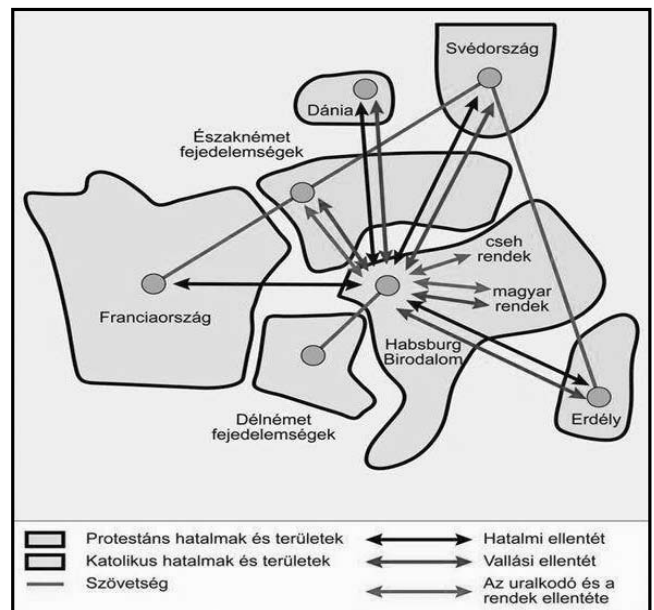 Svédország
Dánia
Északnémet
fejedelemségek
cseh
rendek
magyar
rendek
Franciaország
Habsburg
Birodalom
Erdély
Délnémet
fejedelemségek
Protestáns hatalmak és területek
Katolikus hatalmak és területek
Szövetség
Hatalmi ellentét
Vallási ellentét
Az uralkodó és a
rendek ellentéte